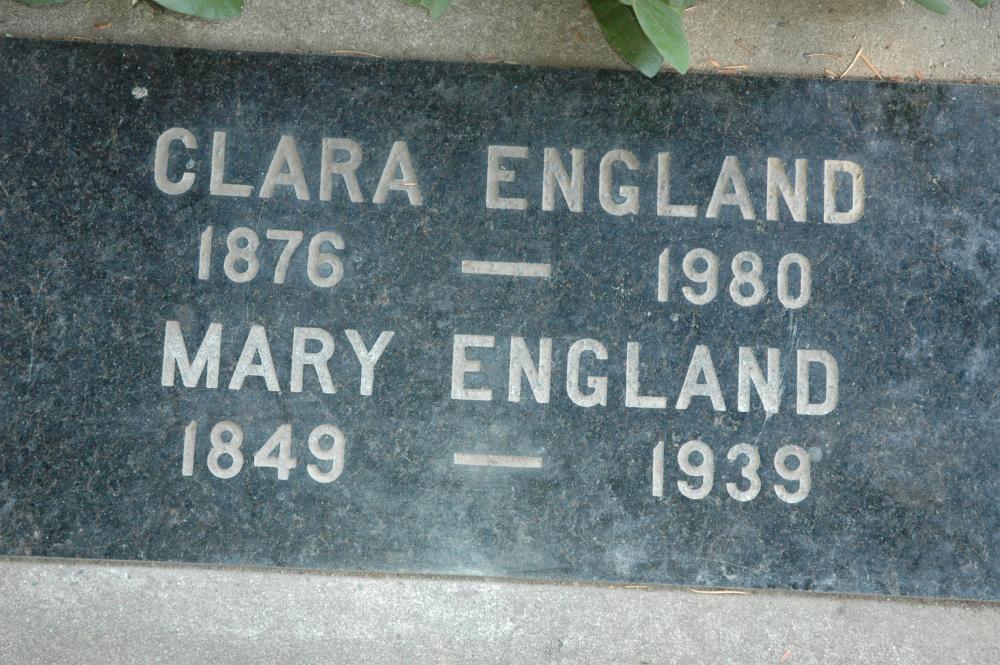 CLARA ENGLAND
1876 — 1980
MARY ENGLAND
1849 — 1939